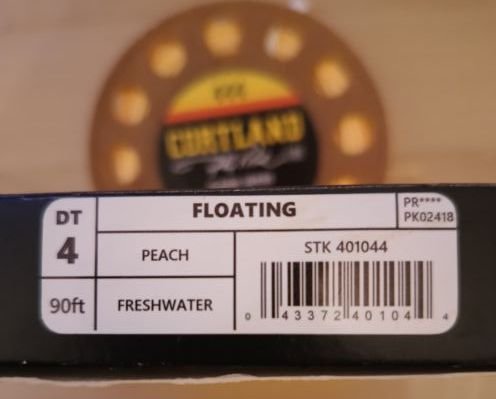 CORTLAND
DT
4
FLOATING
PR****
PK02418
PEACH
STK 401044
90ft
FRESHWATER
0 43372 40104 4